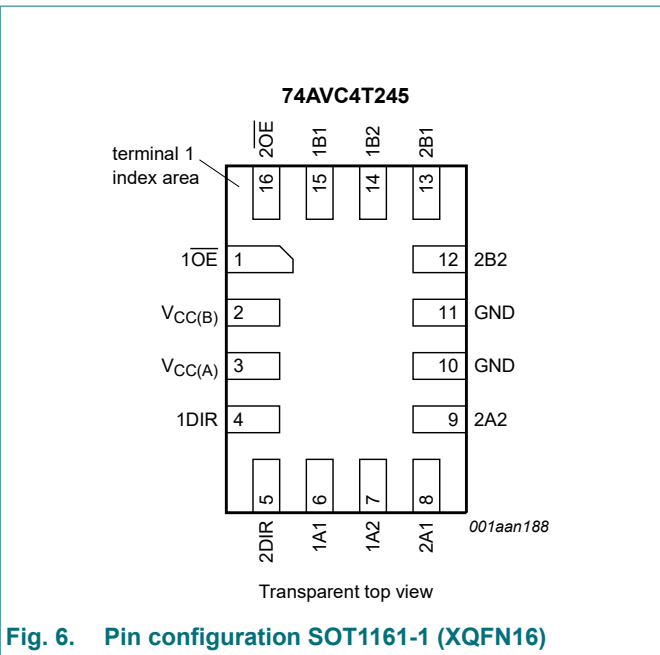 74AVC4T245
terminal 1
index area
2O̅E̅
1B1
1B2
2B1
16
15
14
13
1O̅E̅
1
12
2B2
VCC(B)
2
11
GND
VCC(A)
3
10
GND
1DIR
4
9
2A2
5
6
7
8
2DIR
1A1
1A2
2A1
001aan188
Transparent top view
Fig. 6. Pin configuration SOT1161-1 (XQFN16)